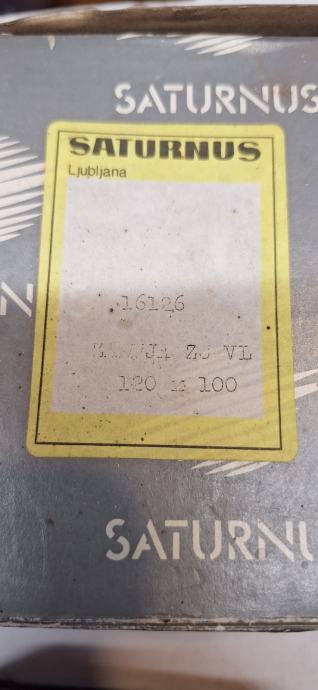 SATURNUS
SATURNUS
Ljubljana
16126
VL
120 x 100
SATURNU